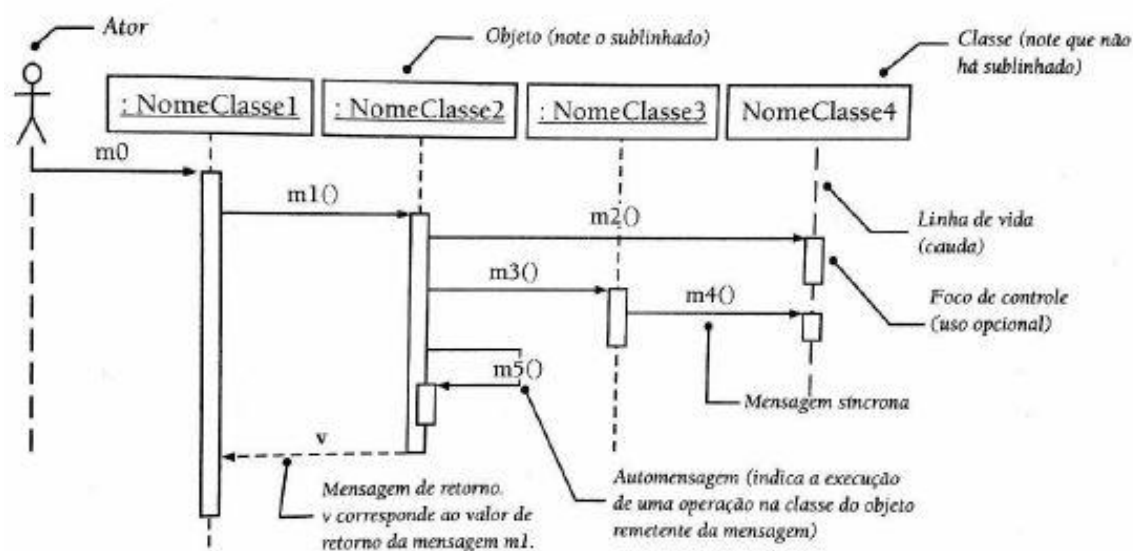 Ator
Objeto (note o sublinhado)
Classe (note que não
há sublinhado)
: NomeClasse1
: NomeClasse2
: NomeClasse3
NomeClasse4
m0
m1()
m2()
Linha de vida
(cauda)
m3()
m4()
Foco de controle
(uso opcional)
m5()
Mensagem síncrona
v
Mensagem de retorno.
v corresponde ao valor de
retorno da mensagem m1.
Automensagem (indica a execução
de uma operação na classe do objeto
remetente da mensagem)